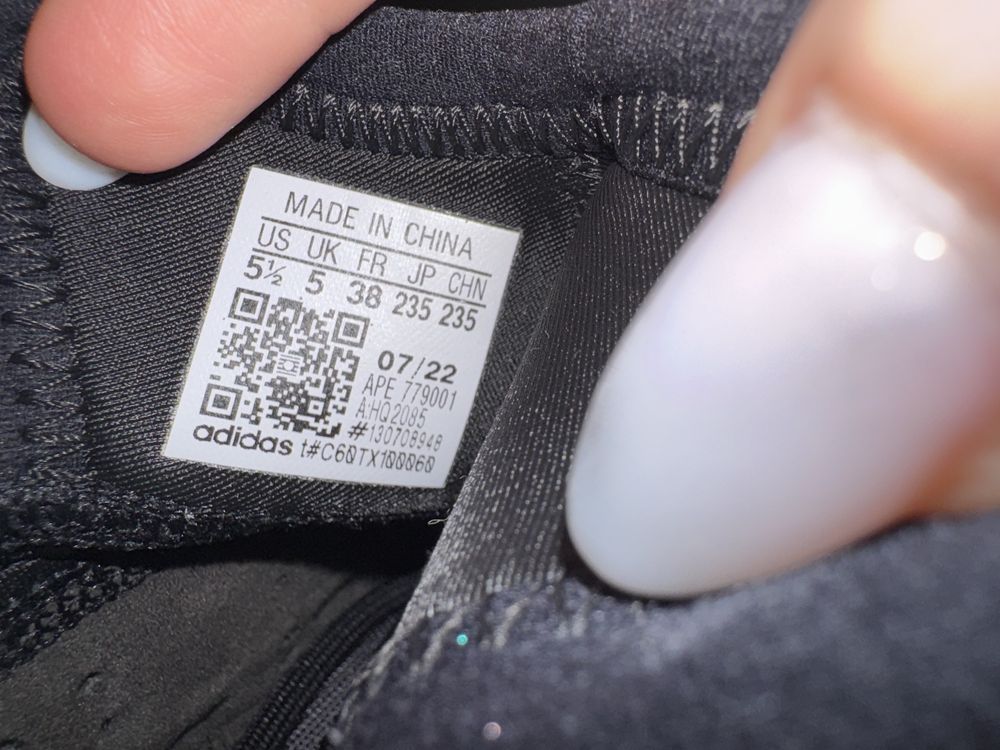 MADE IN CHINA
US UK FR JP CHN
5½ 5 38 235 235
07/22
APE 779001
A:HQ2085
#130708948
adidas t#C60TX100060